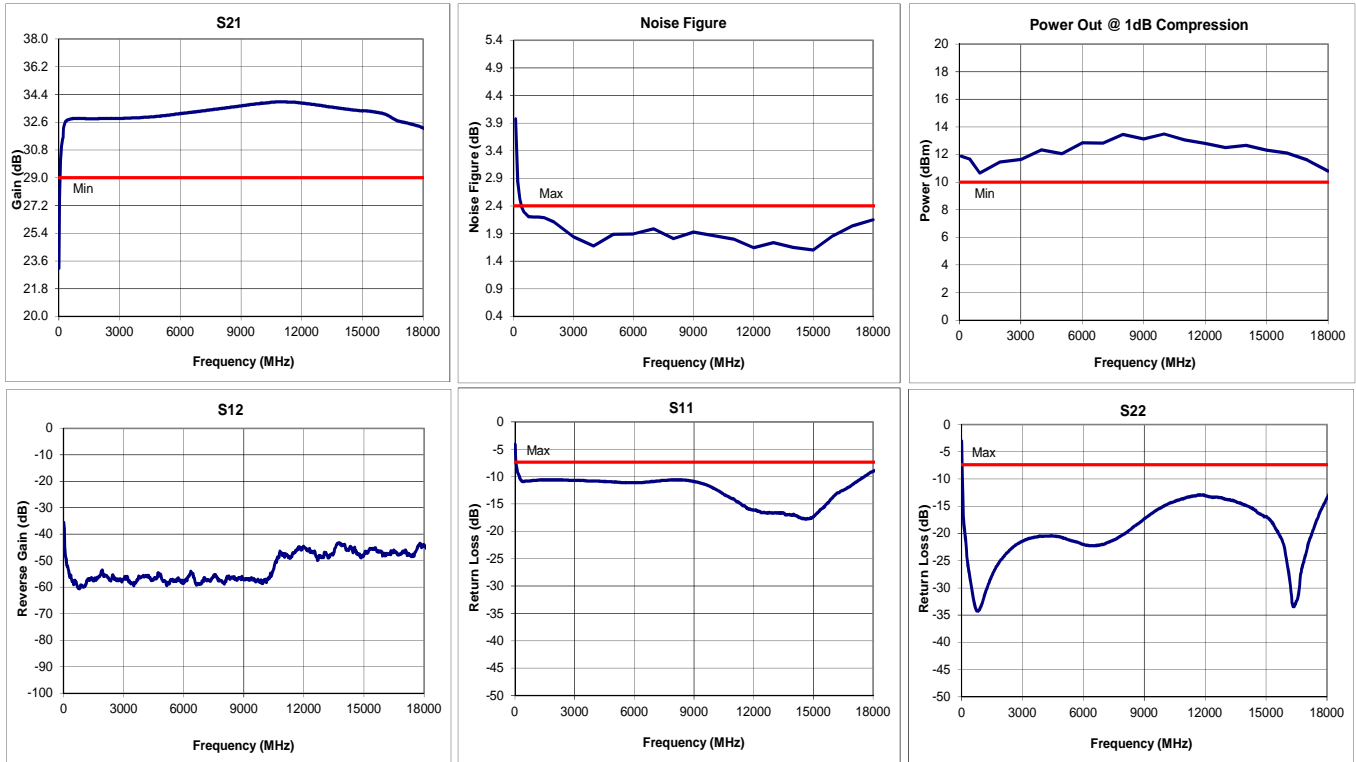 S21
38.0
36.2
34.4
32.6
30.8
29.0
27.2
25.4
23.6
21.8
20.0
Gain (dB)
Min
0 3000 6000 9000 12000 15000 18000
Frequency (MHz)
Noise Figure
5.4
4.9
4.4
3.9
3.4
2.9
2.4
1.9
1.4
0.9
0.4
Noise Figure (dB)
Max
0 3000 6000 9000 12000 15000 18000
Frequency (MHz)
Power Out @ 1dB Compression
20
18
16
14
12
10
8
6
4
2
0
Power (dBm)
Min
0 3000 6000 9000 12000 15000 18000
Frequency (MHz)
S12
0
-10
-20
-30
-40
-50
-60
-70
-80
-90
-100
Reverse Gain (dB)
0 3000 6000 9000 12000 15000 18000
Frequency (MHz)
S11
0
-5
-10
-15
-20
-25
-30
-35
-40
-45
-50
Return Loss (dB)
Max
0 3000 6000 9000 12000 15000 18000
Frequency (MHz)
S22
0
-5
-10
-15
-20
-25
-30
-35
-40
-45
-50
Return Loss (dB)
Max
0 3000 6000 9000 12000 15000 18000
Frequency (MHz)